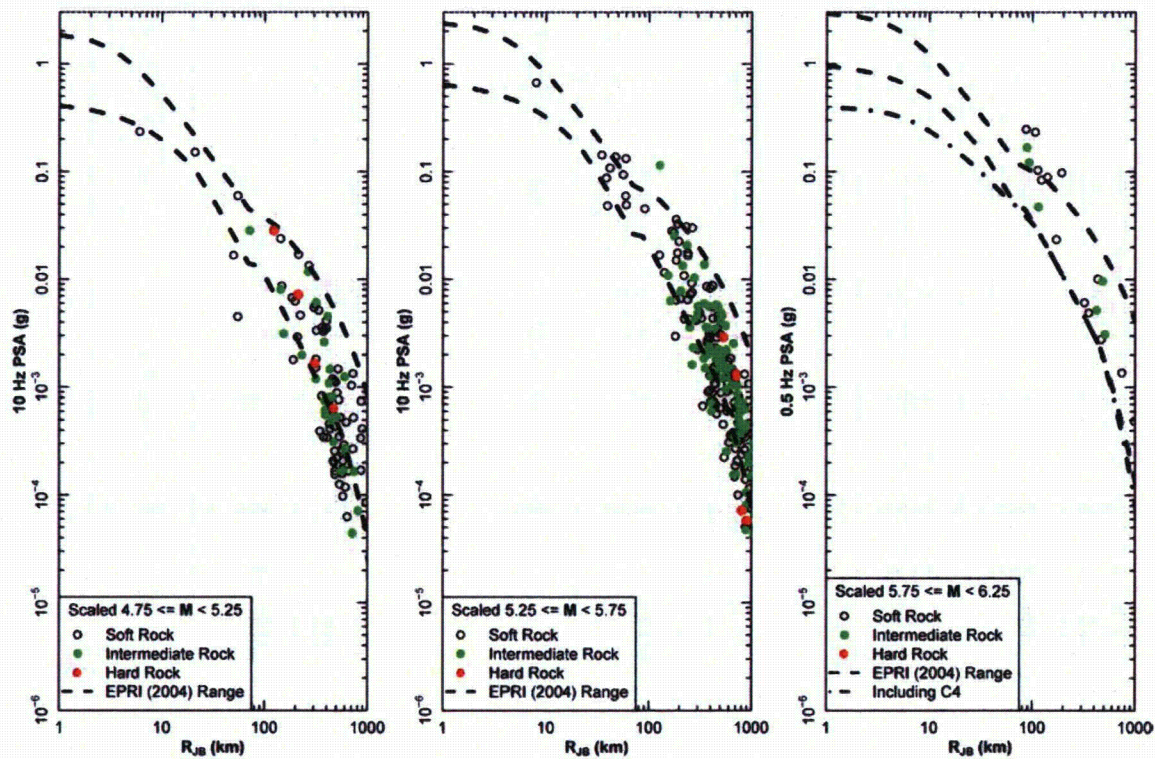 10 Hz PSA (g)
1
0.1
0.01
10⁻³
10⁻⁴
10⁻⁵
10⁻⁶
Scaled 4.75 <= M < 5.25
Soft Rock
Intermediate Rock
Hard Rock
EPRI (2004) Range
1 10 100 1000
R_JB (km)
10 Hz PSA (g)
1
0.1
0.01
10⁻³
10⁻⁴
10⁻⁵
10⁻⁶
Scaled 5.25 <= M < 5.75
Soft Rock
Intermediate Rock
Hard Rock
EPRI (2004) Range
1 10 100 1000
R_JB (km)
0.5 Hz PSA (g)
1
0.1
0.01
10⁻³
10⁻⁴
10⁻⁵
10⁻⁶
Scaled 5.75 <= M < 6.25
Soft Rock
Intermediate Rock
Hard Rock
EPRI (2004) Range
Including C4
1 10 100 1000
R_JB (km)